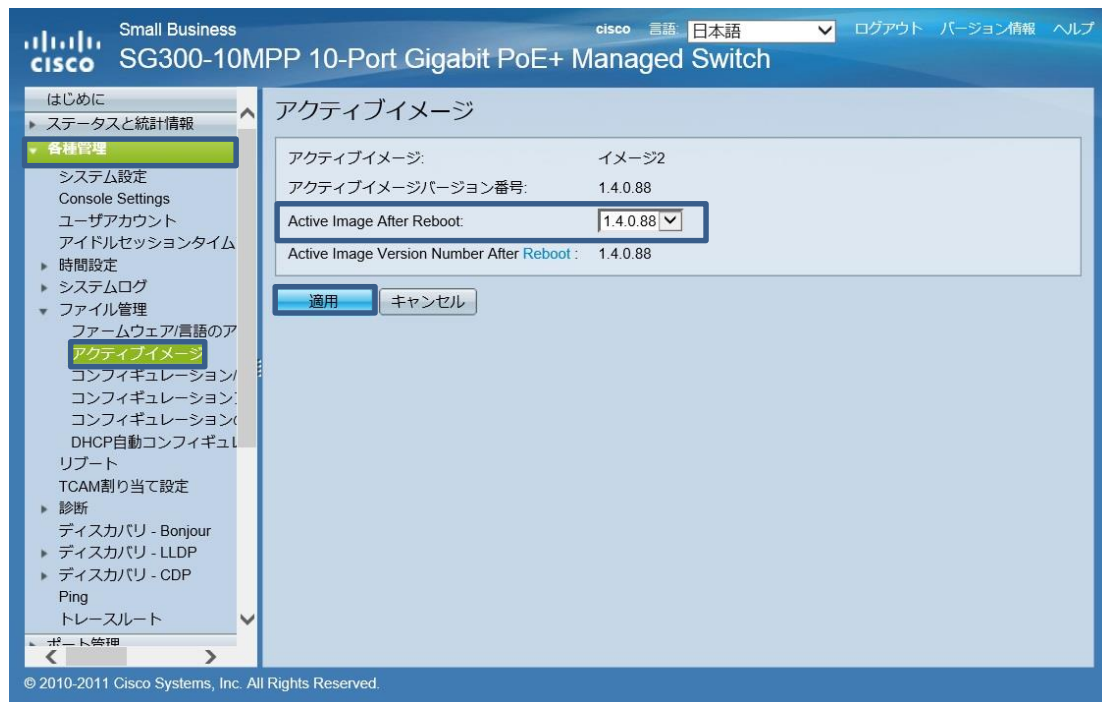 Small Business
cisco 言語: 日本語 ログアウト バージョン情報 ヘルプ
CISCO SG300-10MPP 10-Port Gigabit PoE+ Managed Switch
はじめに
ステータスと統計情報
各種管理
システム設定
Console Settings
ユーザアカウント
アイドルセッションタイム
時間設定
システムログ
ファイル管理
ファームウェア/言語のア
アクティブイメージ
コンフィギュレーション/
コンフィギュレーション
コンフィギュレーション
DHCP自動コンフィギュレ
リブート
TCAM割り当て設定
診断
ディスカバリ - Bonjour
ディスカバリ - LLDP
ディスカバリ - CDP
Ping
トレースルート
ポート管理
アクティブイメージ
アクティブイメージ: イメージ2
アクティブイメージバージョン番号: 1.4.0.88
Active Image After Reboot: 1.4.0.88
Active Image Version Number After Reboot : 1.4.0.88
適用 キャンセル
© 2010-2011 Cisco Systems, Inc. All Rights Reserved.